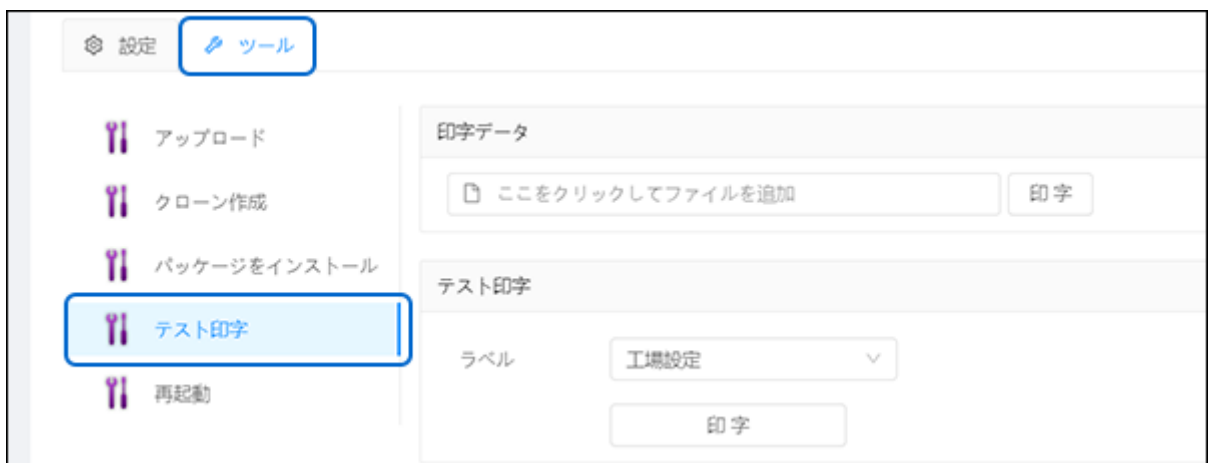 設定
ツール
アップロード
クローン作成
パッケージをインストール
テスト印字
再起動
印字データ
ここをクリックしてファイルを追加
印 字
テスト印字
ラベル
工場設定
印 字